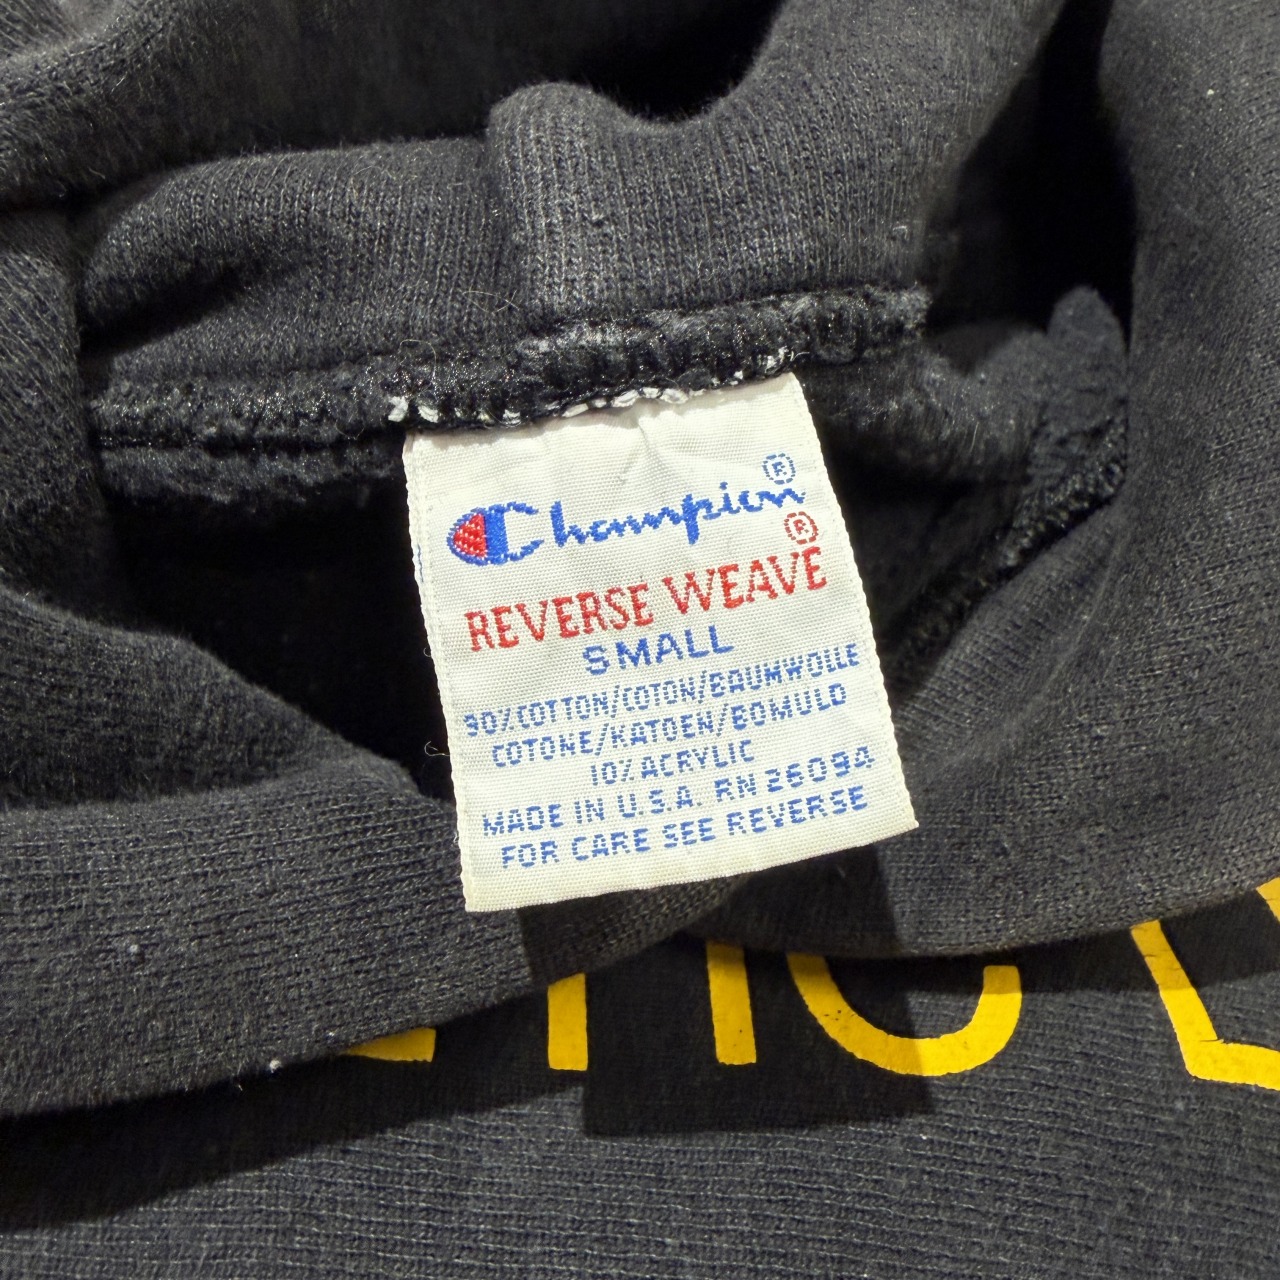 Champion®
REVERSE WEAVE®
SMALL
90% COTTON/COTON/BAUMWOLLE
COTONE/KATOEN/BOMULD
10% ACRYLIC
MADE IN U.S.A. RN 26094
FOR CARE SEE REVERSE